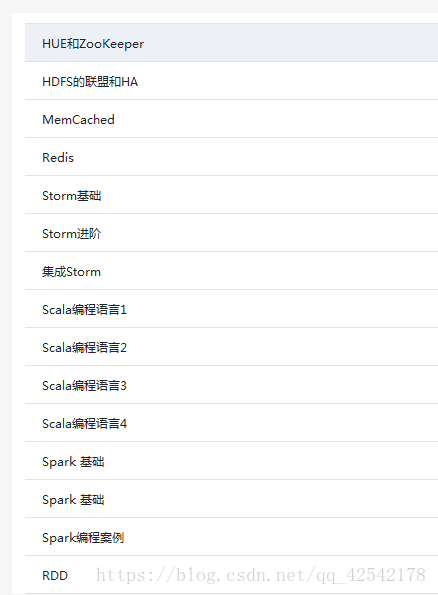 HUE和ZooKeeper
HDFS的联盟和HA
MemCached
Redis
Storm基础
Storm进阶
集成Storm
Scala编程语言1
Scala编程语言2
Scala编程语言3
Scala编程语言4
Spark 基础
Spark 基础
Spark编程案例
RDD https://blog.csdn.net/qq_42542178